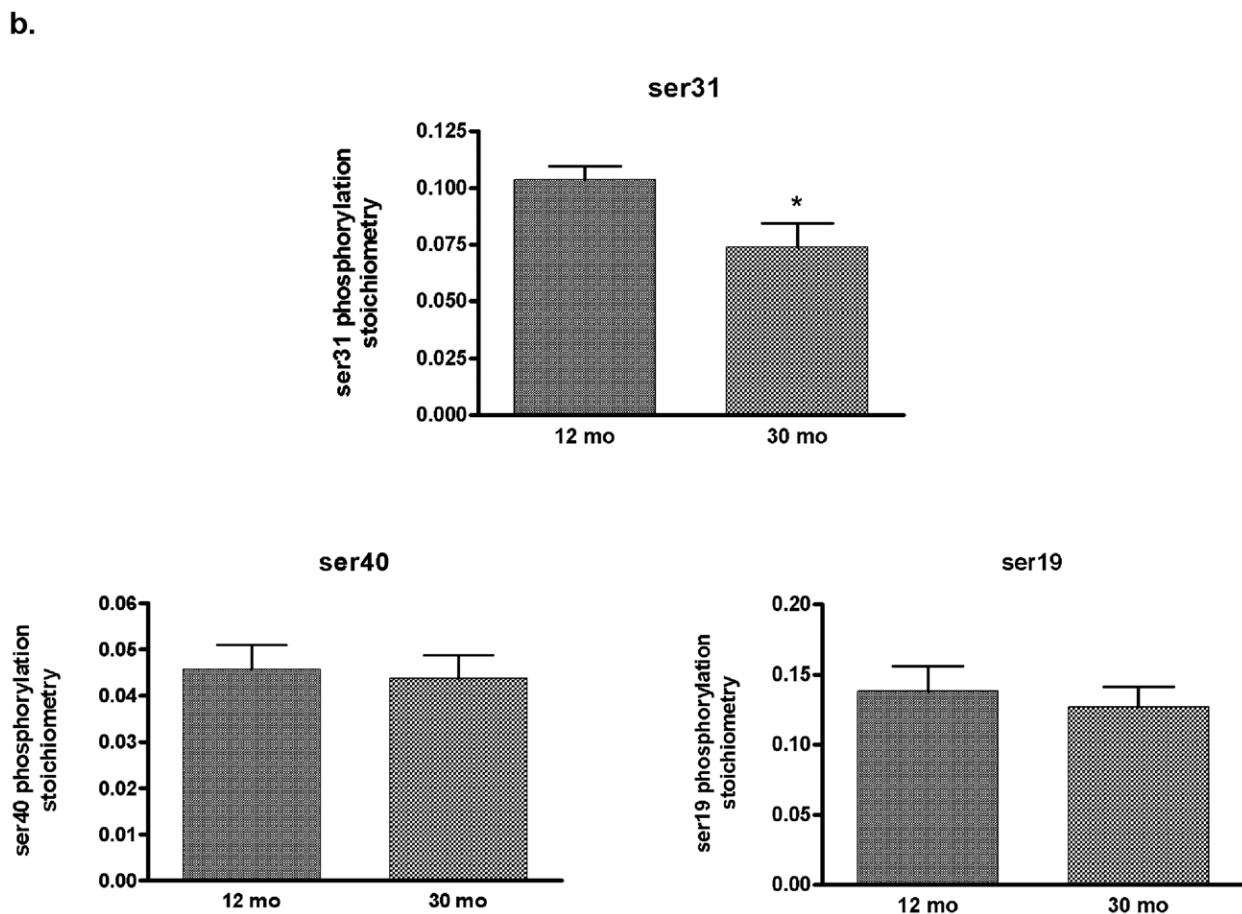 b.
ser31
ser31 phosphorylation
stoichiometry
0.125
0.100
0.075
0.050
0.025
0.000
*
12 mo
30 mo
ser40
ser40 phosphorylation
stoichiometry
0.06
0.05
0.04
0.03
0.02
0.01
0.00
12 mo
30 mo
ser19
ser19 phosphorylation
stoichiometry
0.20
0.15
0.10
0.05
0.00
12 mo
30 mo